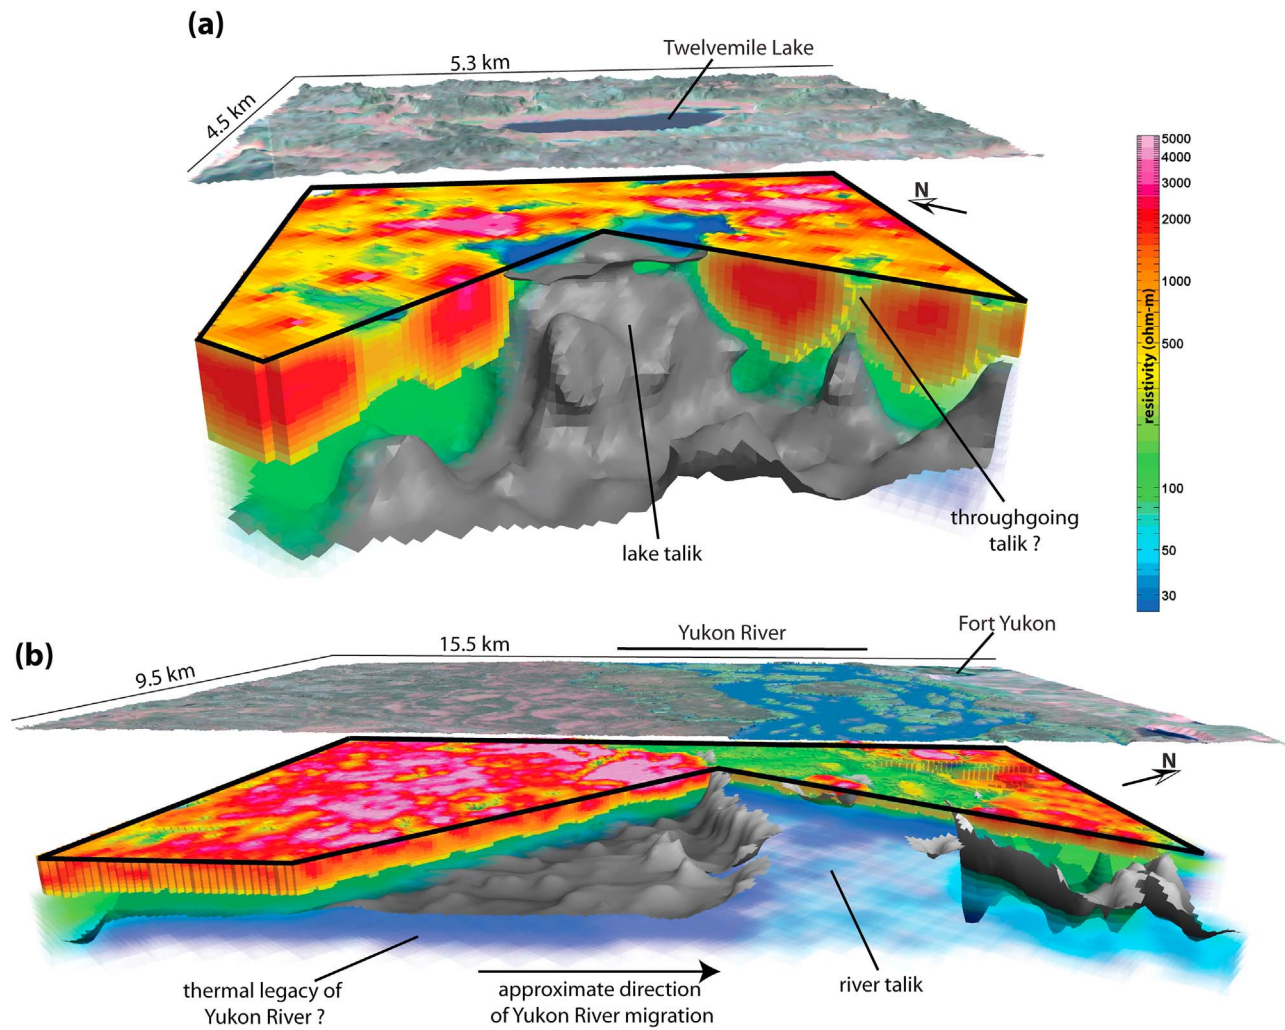 (a)
Twelvemile Lake
5.3 km
4.5 km
N
5000
4000
3000
2000
1000
500
100
50
30
resistivity (ohm-m)
throughgoing
talik ?
lake talik
(b)
Yukon River
Fort Yukon
15.5 km
9.5 km
N
thermal legacy of
Yukon River ?
approximate direction
of Yukon River migration
river talik